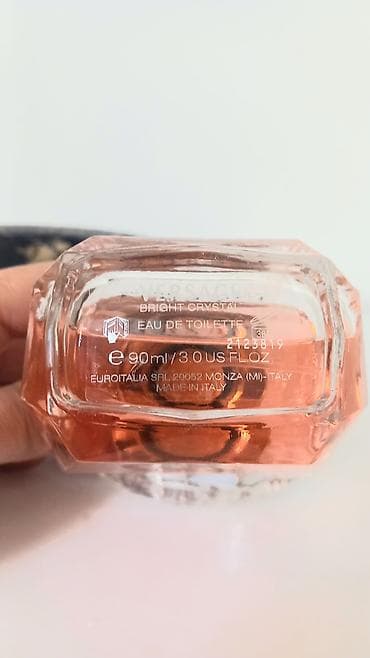 VERSACE
BRIGHT CRYSTAL
EAU DE TOILETTE
2123819
℮ 90ml/3.0 US FL.OZ.
EUROITALIA SRL, 20052 MONZA (MI)-ITALY
MADE IN ITALY